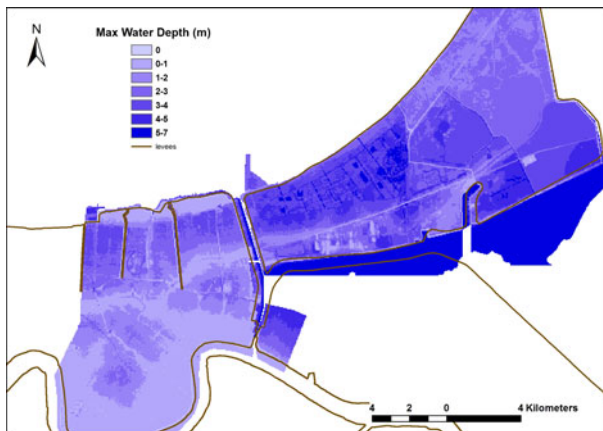 Max Water Depth (m)
N
0
0-1
1-2
2-3
3-4
4-5
5-7
levees
4 2 0 4 Kilometers